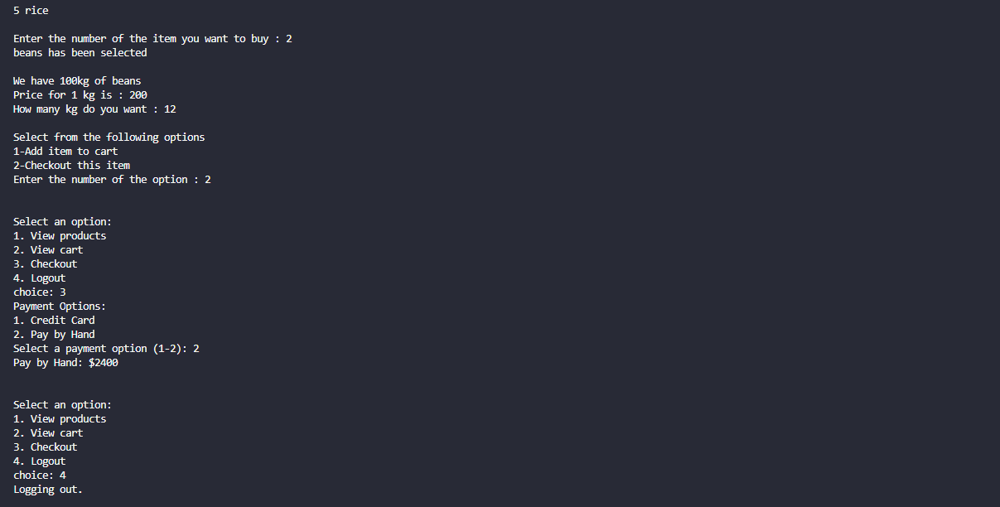 5 rice
Enter the number of the item you want to buy : 2
beans has been selected
We have 100kg of beans
Price for 1 kg is : 200
How many kg do you want : 12
Select from the following options
1-Add item to cart
2-Checkout this item
Enter the number of the option : 2
Select an option:
1. View products
2. View cart
3. Checkout
4. Logout
choice: 3
Payment Options:
1. Credit Card
2. Pay by Hand
Select a payment option (1-2): 2
Pay by Hand: $2400
Select an option:
1. View products
2. View cart
3. Checkout
4. Logout
choice: 4
Logging out.